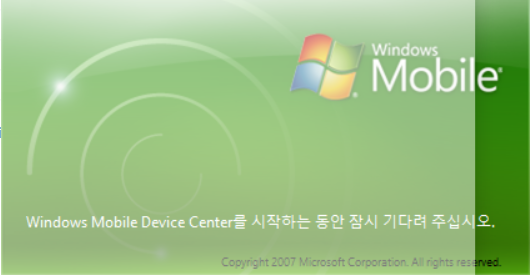 Windows
Mobile
Windows Mobile Device Center를 시작하는 동안 잠시 기다려 주십시오.
Copyright 2007 Microsoft Corporation. All rights reserved.